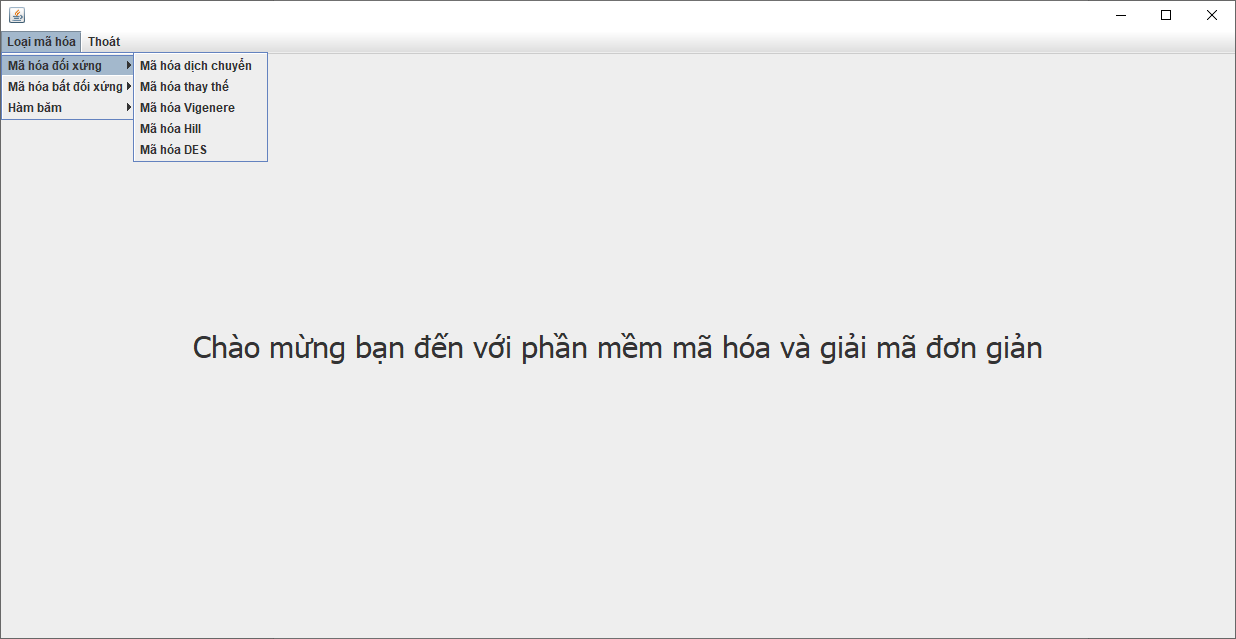 Loại mã hóa Thoát
Mã hóa đối xứng
Mã hóa bất đối xứng
Hàm băm
Mã hóa dịch chuyển
Mã hóa thay thế
Mã hóa Vigenere
Mã hóa Hill
Mã hóa DES
Chào mừng bạn đến với phần mềm mã hóa và giải mã đơn giản